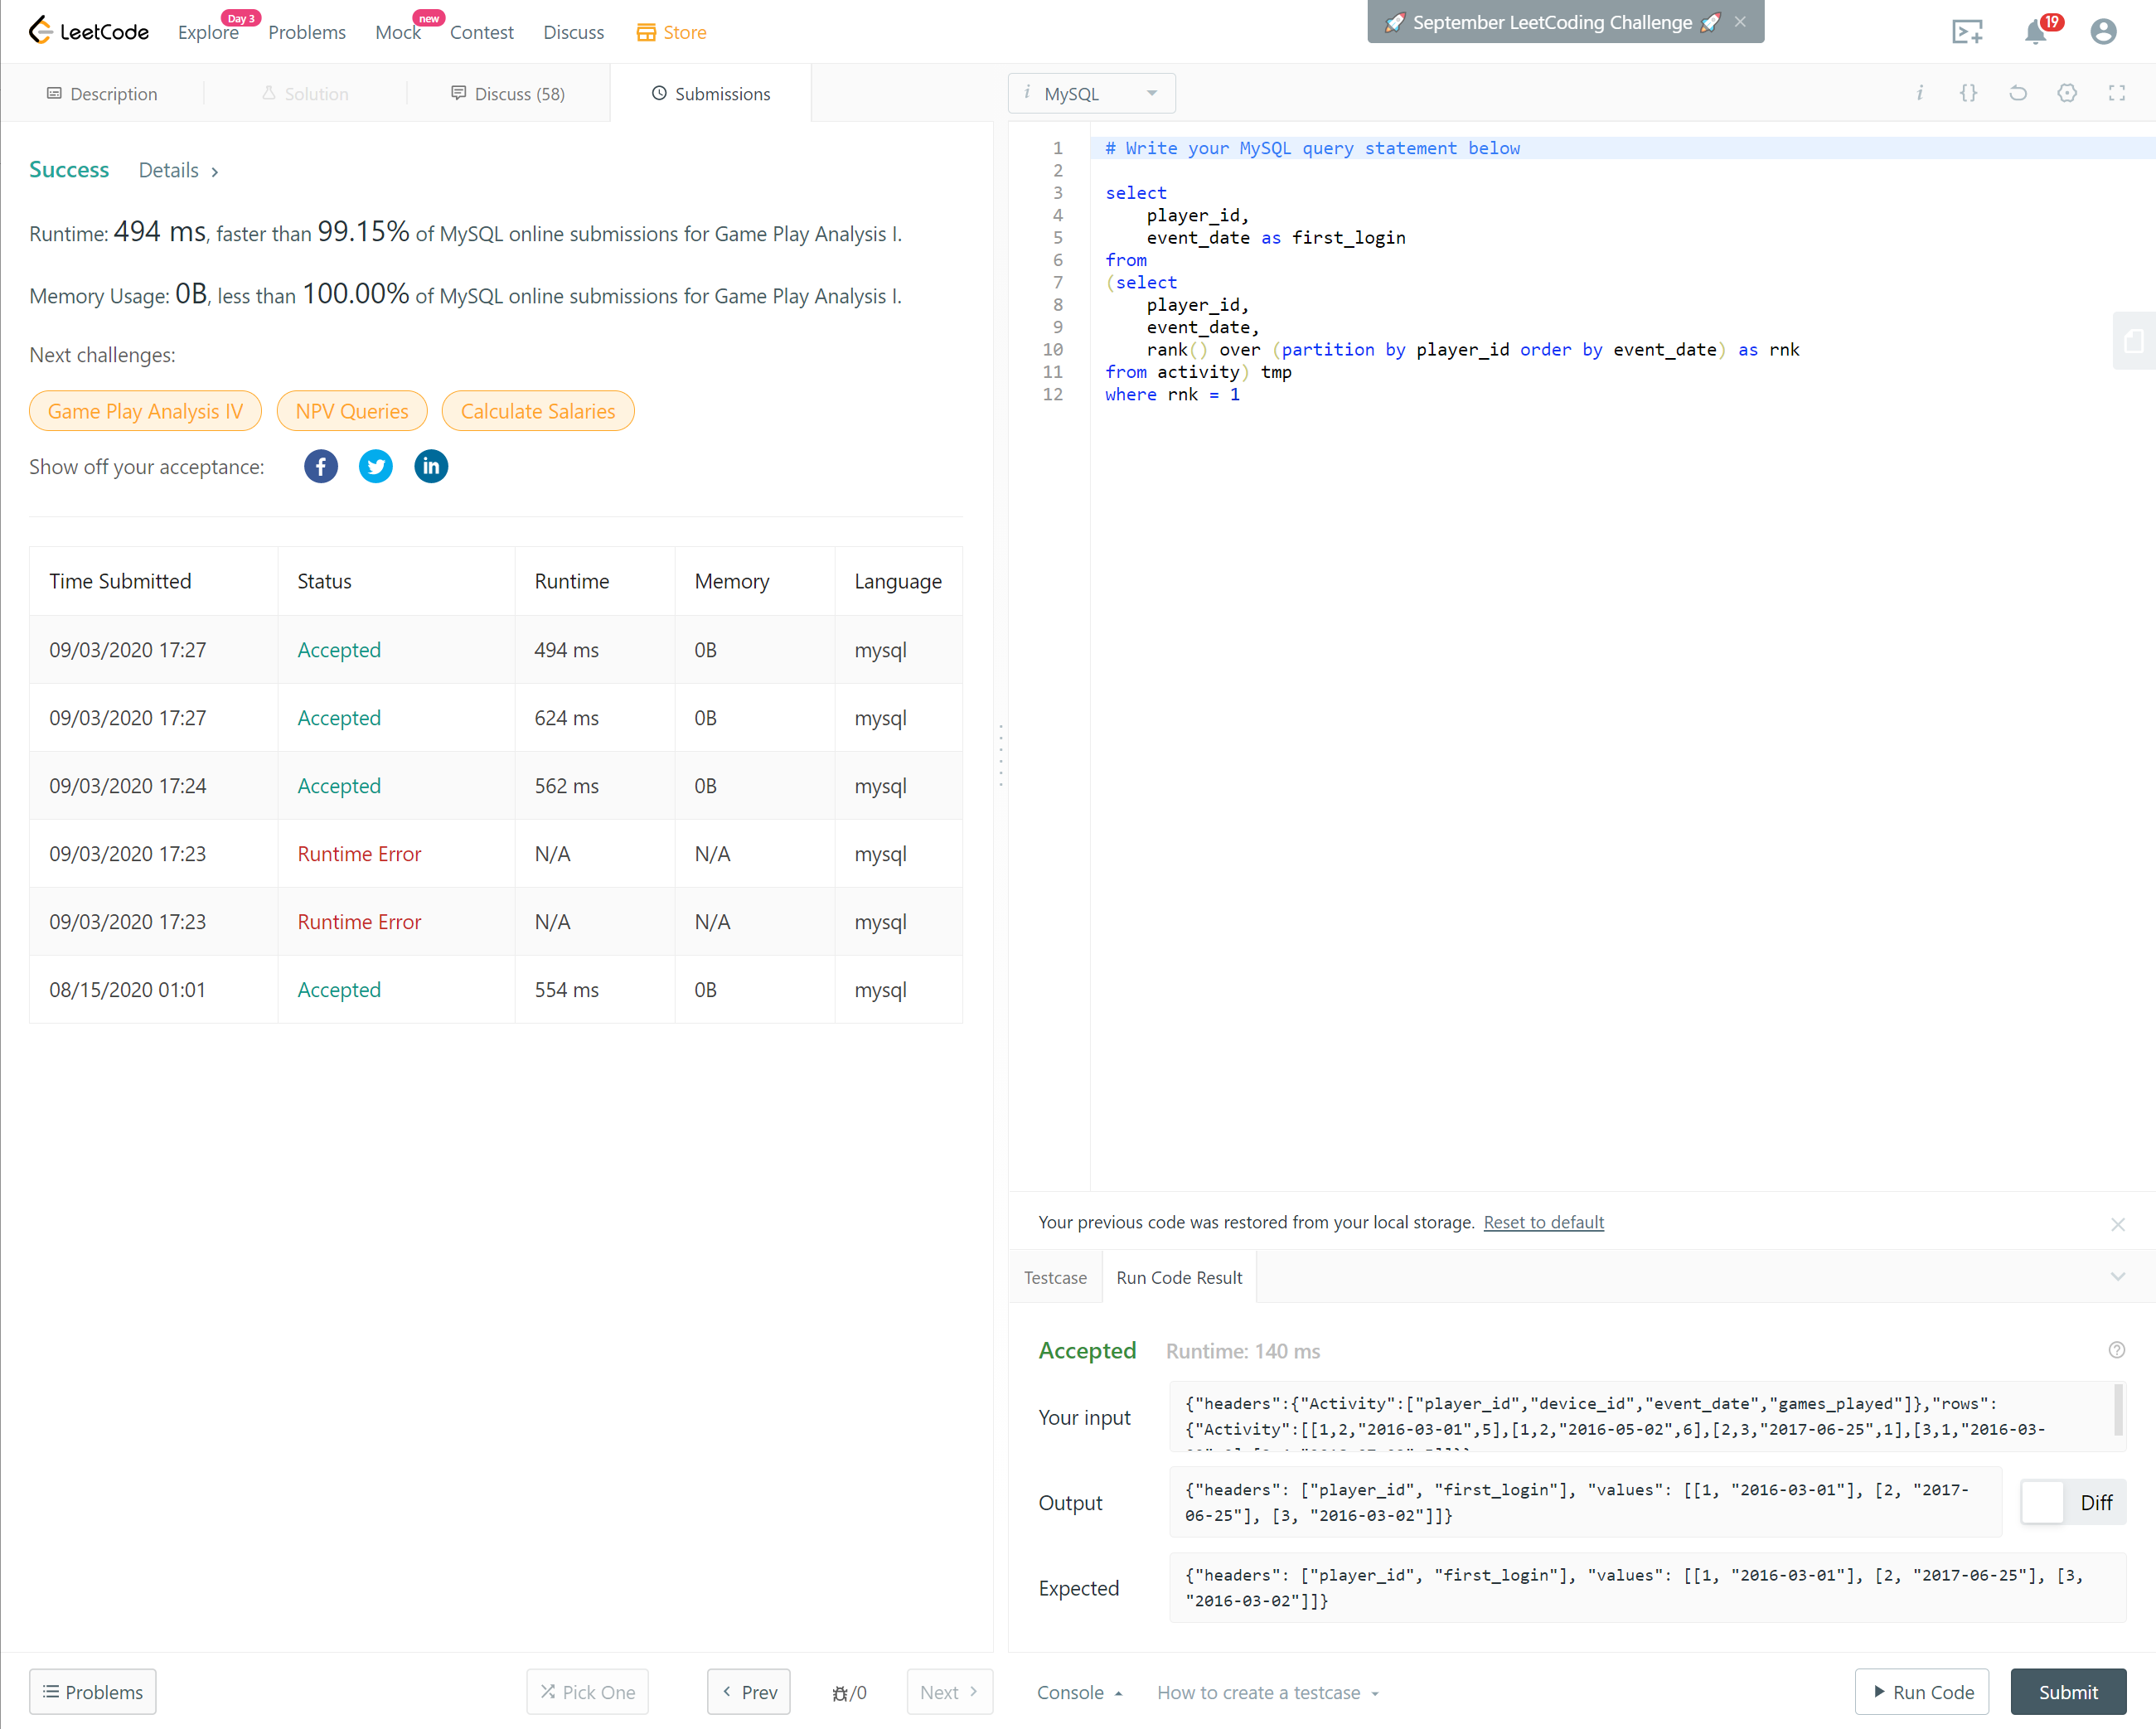 LeetCode
Explore
Day 3
Problems
Mock
new
Contest
Discuss
Store
🚀 September LeetCoding Challenge 🚀 ×
19
Description
Solution
Discuss (58)
Submissions
i MySQL
Success Details >
Runtime: 494 ms, faster than 99.15% of MySQL online submissions for Game Play Analysis I.
Memory Usage: 0B, less than 100.00% of MySQL online submissions for Game Play Analysis I.
Next challenges:
Game Play Analysis IV
NPV Queries
Calculate Salaries
Show off your acceptance:
Time Submitted Status Runtime Memory Language
09/03/2020 17:27 Accepted 494 ms 0B mysql
09/03/2020 17:27 Accepted 624 ms 0B mysql
09/03/2020 17:24 Accepted 562 ms 0B mysql
09/03/2020 17:23 Runtime Error N/A N/A mysql
09/03/2020 17:23 Runtime Error N/A N/A mysql
08/15/2020 01:01 Accepted 554 ms 0B mysql
1 # Write your MySQL query statement below
2
3 select
4 player_id,
5 event_date as first_login
6 from
7 (select
8 player_id,
9 event_date,
10 rank() over (partition by player_id order by event_date) as rnk
11 from activity) tmp
12 where rnk = 1
Your previous code was restored from your local storage. Reset to default
Testcase
Run Code Result
Accepted Runtime: 140 ms
Your input
{"headers":{"Activity":["player_id","device_id","event_date","games_played"]},"rows":
{"Activity":[[1,2,"2016-03-01",5],[1,2,"2016-05-02",6],[2,3,"2017-06-25",1],[3,1,"2016-03-
Output
{"headers": ["player_id", "first_login"], "values": [[1, "2016-03-01"], [2, "2017-
06-25"], [3, "2016-03-02"]]}
Diff
Expected
{"headers": ["player_id", "first_login"], "values": [[1, "2016-03-01"], [2, "2017-06-25"], [3,
"2016-03-02"]]}
Problems
Pick One
Prev
/0
Next
Console
How to create a testcase
Run Code
Submit